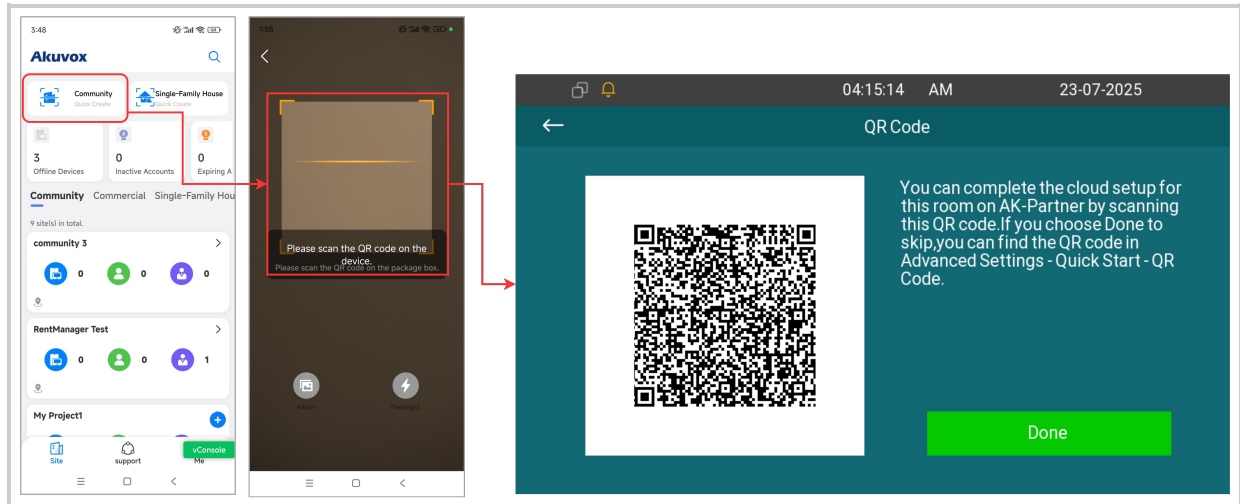 3:48
Akuvox
Community
Quick Create
Single-Family House
Quick Create
3
Offline Devices
0
Inactive Accounts
0
Expiring A
Community Commercial Single-Family Hou
9 site(s) in total.
community 3
0 0 0
RentManager Test
0 0 1
My Project1
Site
support
Me
vConsole
1:55
Please scan the QR code on the
device.
Please scan the QR code on the package box.
Album
Flashlight
04:15:14 AM 23-07-2025
QR Code
You can complete the cloud setup for
this room on AK-Partner by scanning
this QR code.If you choose Done to
skip,you can find the QR code in
Advanced Settings - Quick Start - QR
Code.
Done